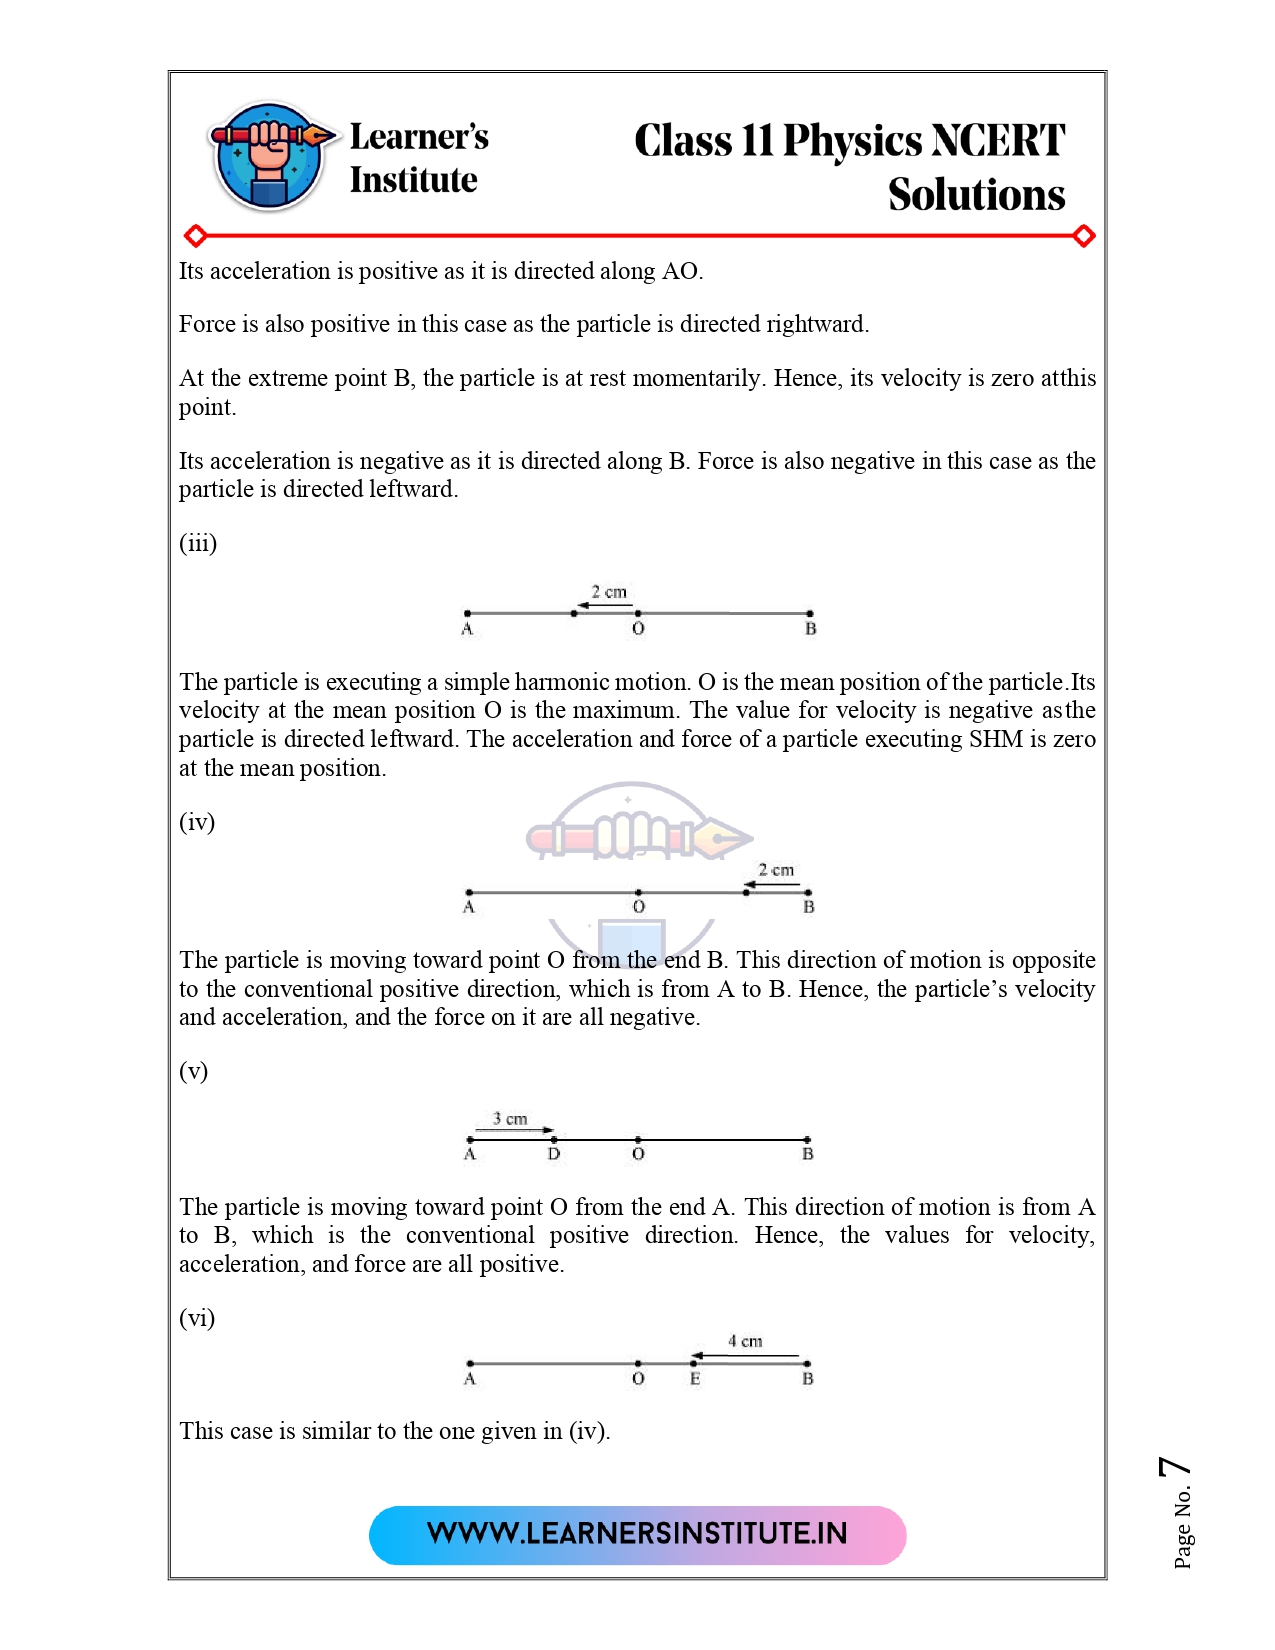 Learner's
Institute
Class 11 Physics NCERT
Solutions
Its acceleration is positive as it is directed along AO.
Force is also positive in this case as the particle is directed rightward.
At the extreme point B, the particle is at rest momentarily. Hence, its velocity is zero atthis
point.
Its acceleration is negative as it is directed along B. Force is also negative in this case as the
particle is directed leftward.
(iii)
2 cm
A O B
The particle is executing a simple harmonic motion. O is the mean position of the particle.Its
velocity at the mean position O is the maximum. The value for velocity is negative asthe
particle is directed leftward. The acceleration and force of a particle executing SHM is zero
at the mean position.
(iv)
2 cm
A O B
The particle is moving toward point O from the end B. This direction of motion is opposite
to the conventional positive direction, which is from A to B. Hence, the particle’s velocity
and acceleration, and the force on it are all negative.
(v)
3 cm
A D O B
The particle is moving toward point O from the end A. This direction of motion is from A
to B, which is the conventional positive direction. Hence, the values for velocity,
acceleration, and force are all positive.
(vi)
4 cm
A O E B
This case is similar to the one given in (iv).
WWW.LEARNERSINSTITUTE.IN
Page No. 7